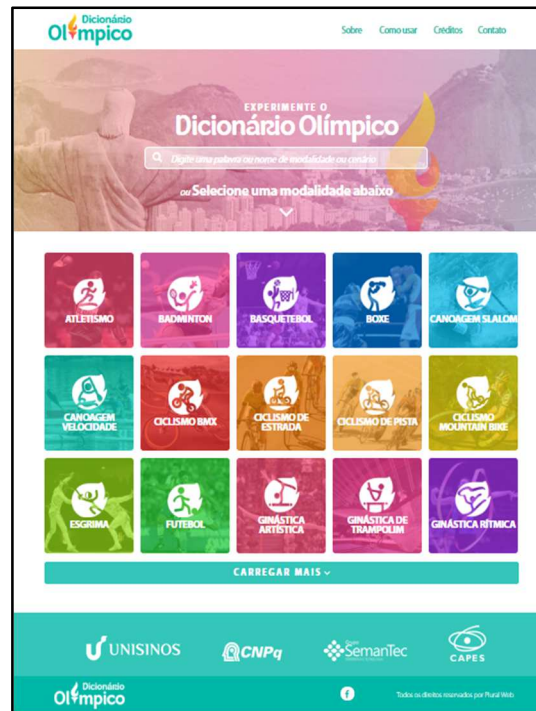 Dicionário
Olímpico
Sobre Como usar Créditos Contato
EXPERIMENTE O
Dicionário Olímpico
Digite uma palavra ou nome de modalidade ou cenário
ou Selecione uma modalidade abaixo
ATLETISMO BADMINTON BASQUETEBOL BOXE CANOAGEM SLALOM
CANOAGEM
VELOCIDADE
CICLISMO BMX
CICLISMO DE
ESTRADA
CICLISMO DE PISTA
CICLISMO
MOUNTAIN BIKE
ESGRIMA FUTEBOL
GINÁSTICA
ARTÍSTICA
GINÁSTICA DE
TRAMPOLIM
GINÁSTICA RÍTMICA
CARREGAR MAIS
UNISINOS CNPq SemanTec CAPES
Dicionário
Olímpico
Todos os direitos reservados por Plural Web